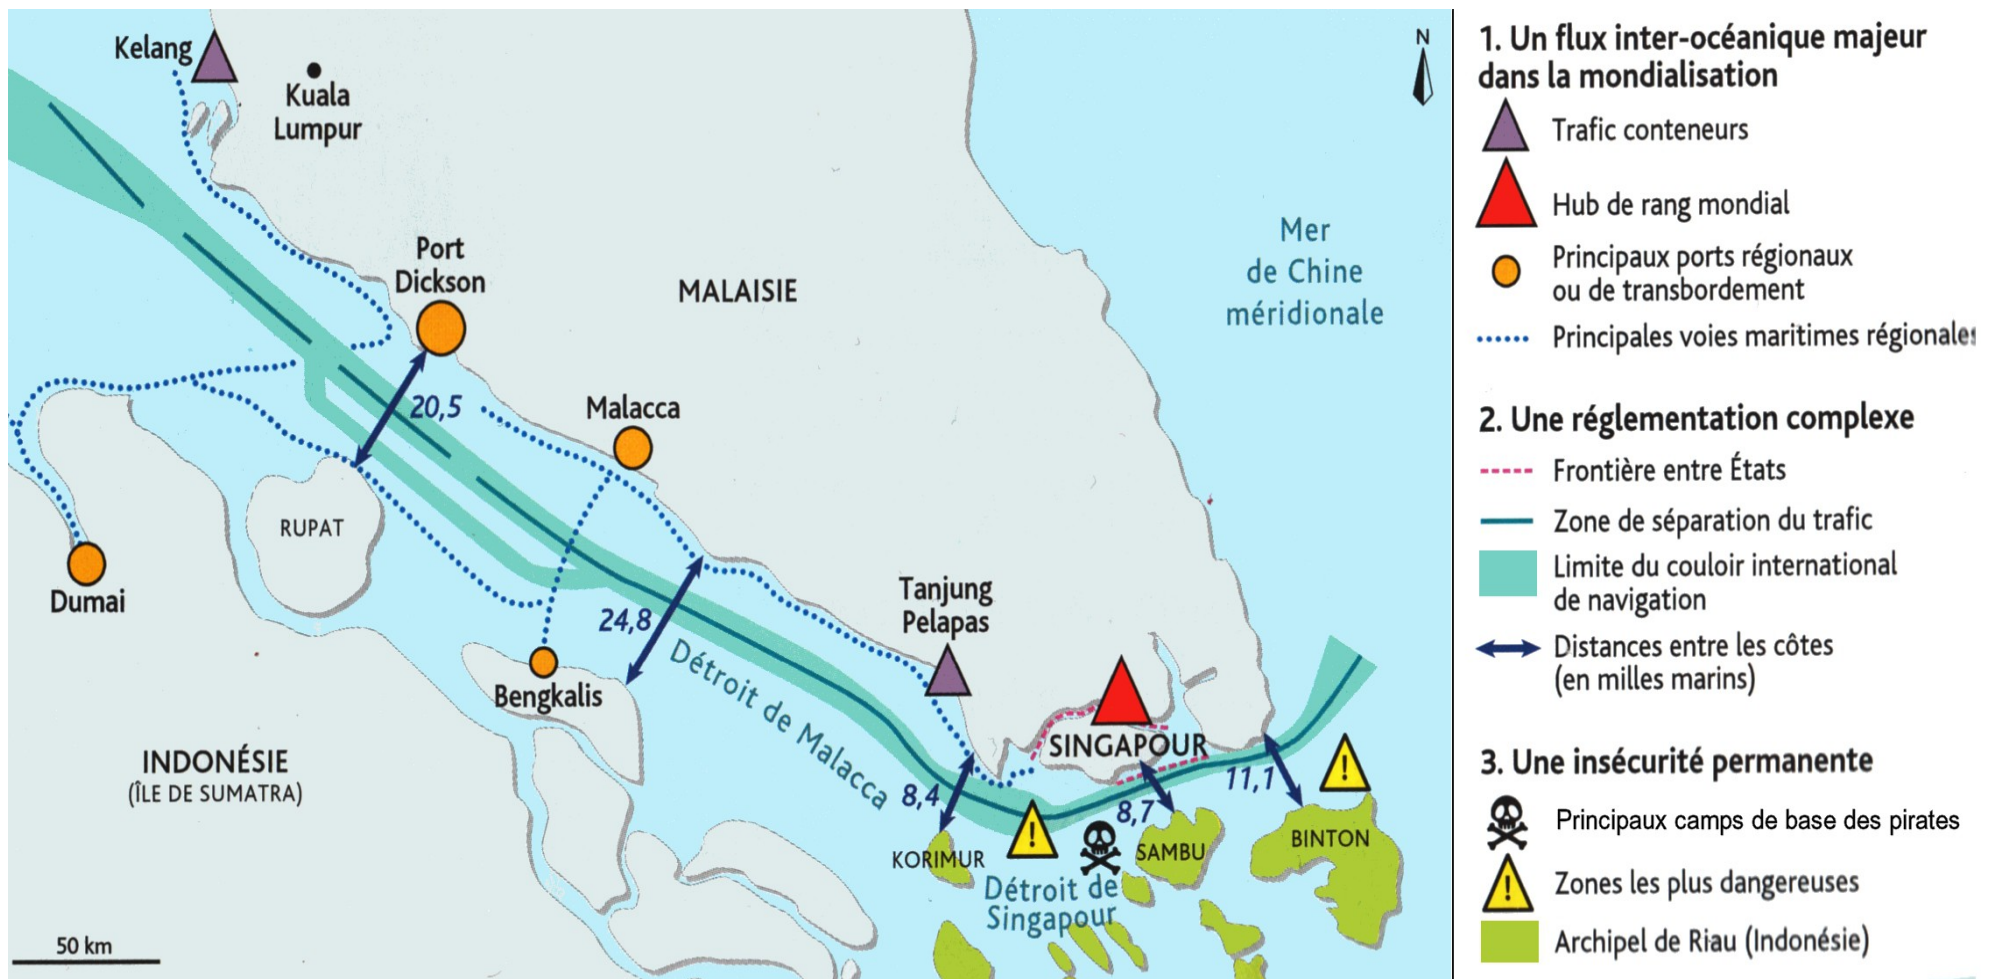 Kelang
Kuala
Lumpur
Port
Dickson
MALAISIE
Mer
de Chine
méridionale
N
20,5
Malacca
RUPAT
Dumai
24,8
Bengkalis
Tanjung
Pelapas
Détroit de Malacca
INDONÉSIE
(ÎLE DE SUMATRA)
SINGAPOUR
8,4
8,7
11,1
KORIMUR
SAMBU
BINTON
Détroit de
Singapour
50 km
1. Un flux inter-océanique majeur
dans la mondialisation
Trafic conteneurs
Hub de rang mondial
Principaux ports régionaux
ou de transbordement
Principales voies maritimes régionales
2. Une réglementation complexe
Frontière entre États
Zone de séparation du trafic
Limite du couloir international
de navigation
Distances entre les côtes
(en milles marins)
3. Une insécurité permanente
Principaux camps de base des pirates
! Zones les plus dangereuses
Archipel de Riau (Indonésie)